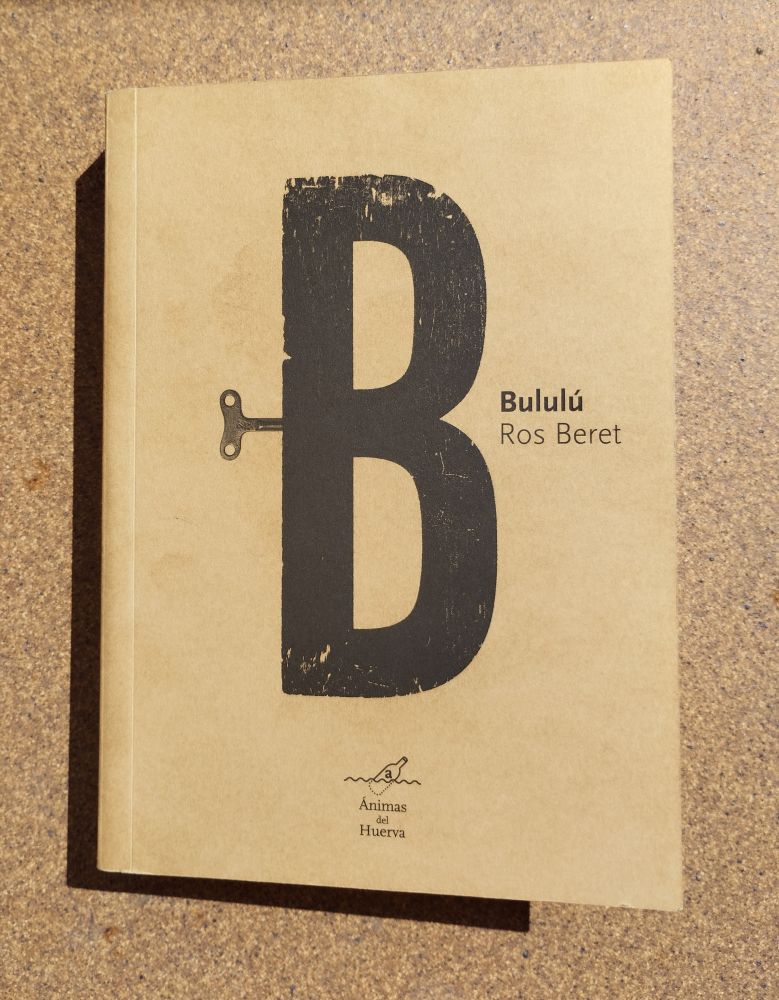 B
Bululú
Ros Beret
a
Ánimas
del
Huerva